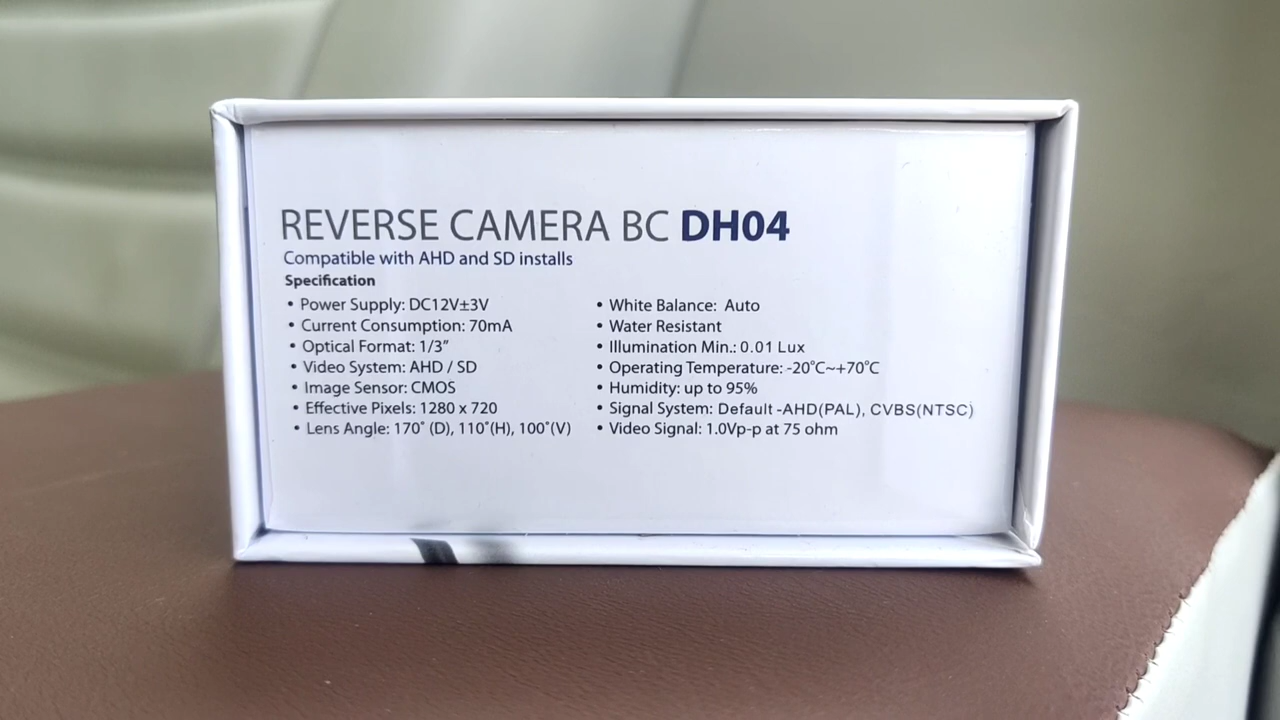 REVERSE CAMERA BC DH04
Compatible with AHD and SD installs
Specification
• Power Supply: DC12V±3V
• Current Consumption: 70mA
• Optical Format: 1/3”
• Video System: AHD / SD
• Image Sensor: CMOS
• Effective Pixels: 1280 x 720
• Lens Angle: 170° (D), 110°(H), 100°(V)
• White Balance: Auto
• Water Resistant
• Illumination Min.: 0.01 Lux
• Operating Temperature: -20°C~+70°C
• Humidity: up to 95%
• Signal System: Default -AHD(PAL), CVBS(NTSC)
• Video Signal: 1.0Vp-p at 75 ohm